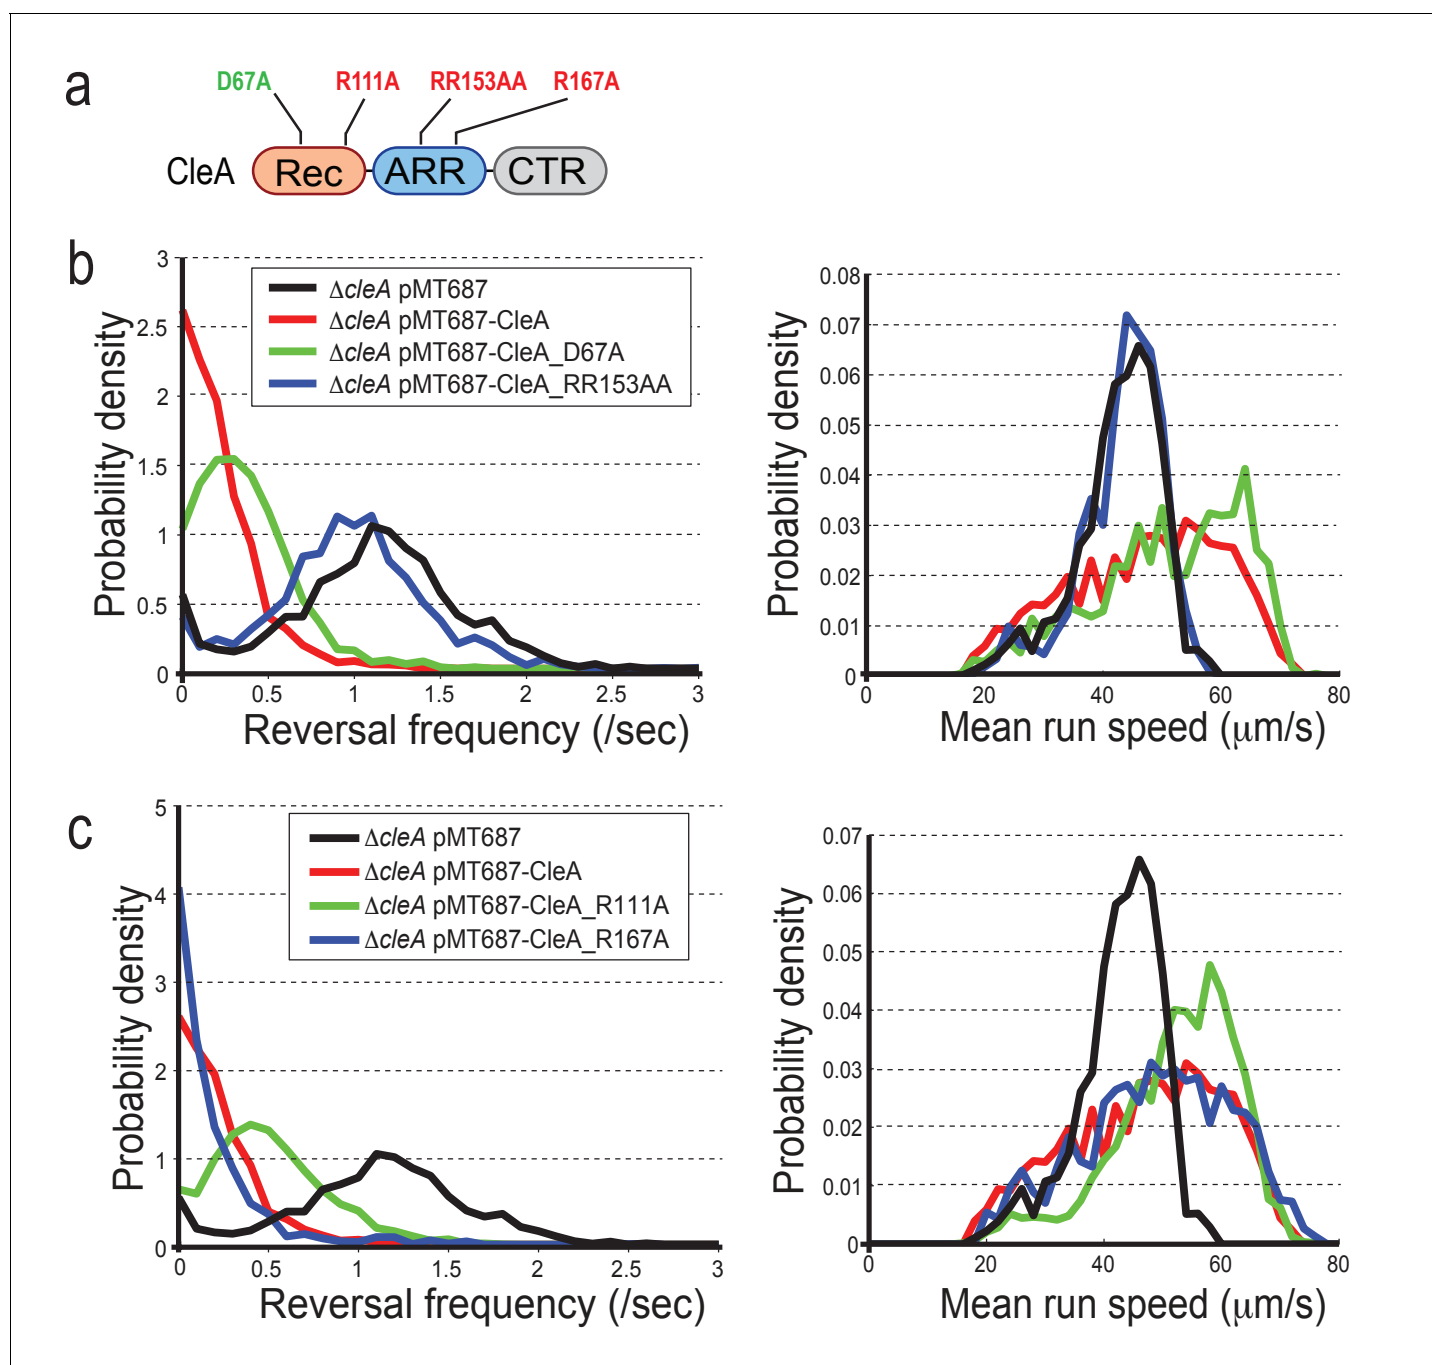 a
D67A R111A RR153AA R167A
CleA Rec ARR CTR
b
3
2.5
2
1.5
1
0.5
0
Probability density
ΔcleA pMT687
ΔcleA pMT687-CleA
ΔcleA pMT687-CleA_D67A
ΔcleA pMT687-CleA_RR153AA
0 0.5 1 1.5 2 2.5 3
Reversal frequency (/sec)
0.08
0.07
0.06
0.05
0.04
0.03
0.02
0.01
0
Probability density
0 20 40 60 80
Mean run speed (μm/s)
c
5
4
3
2
1
0
Probability density
ΔcleA pMT687
ΔcleA pMT687-CleA
ΔcleA pMT687-CleA_R111A
ΔcleA pMT687-CleA_R167A
0 0.5 1 1.5 2 2.5 3
Reversal frequency (/sec)
0.07
0.06
0.05
0.04
0.03
0.02
0.01
0
Probability density
0 20 40 60 80
Mean run speed (μm/s)